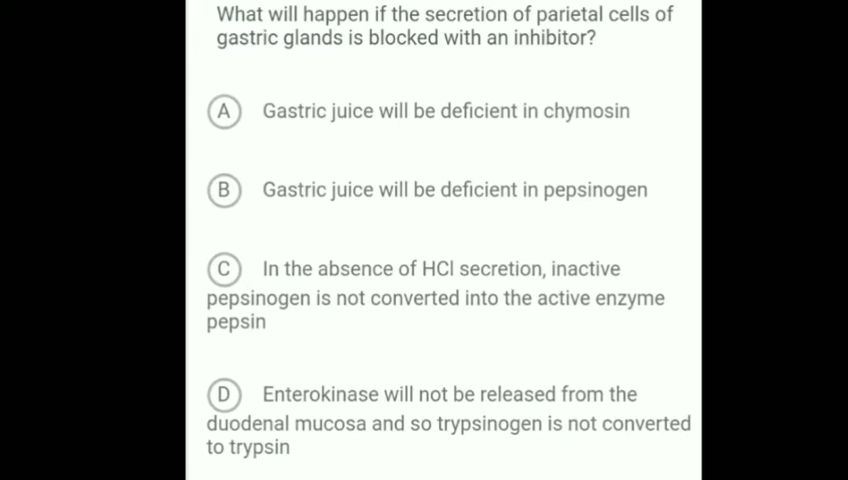 What will happen if the secretion of parietal cells of
gastric glands is blocked with an inhibitor?
A Gastric juice will be deficient in chymosin
B Gastric juice will be deficient in pepsinogen
C In the absence of HCl secretion, inactive
pepsinogen is not converted into the active enzyme
pepsin
D Enterokinase will not be released from the
duodenal mucosa and so trypsinogen is not converted
to trypsin